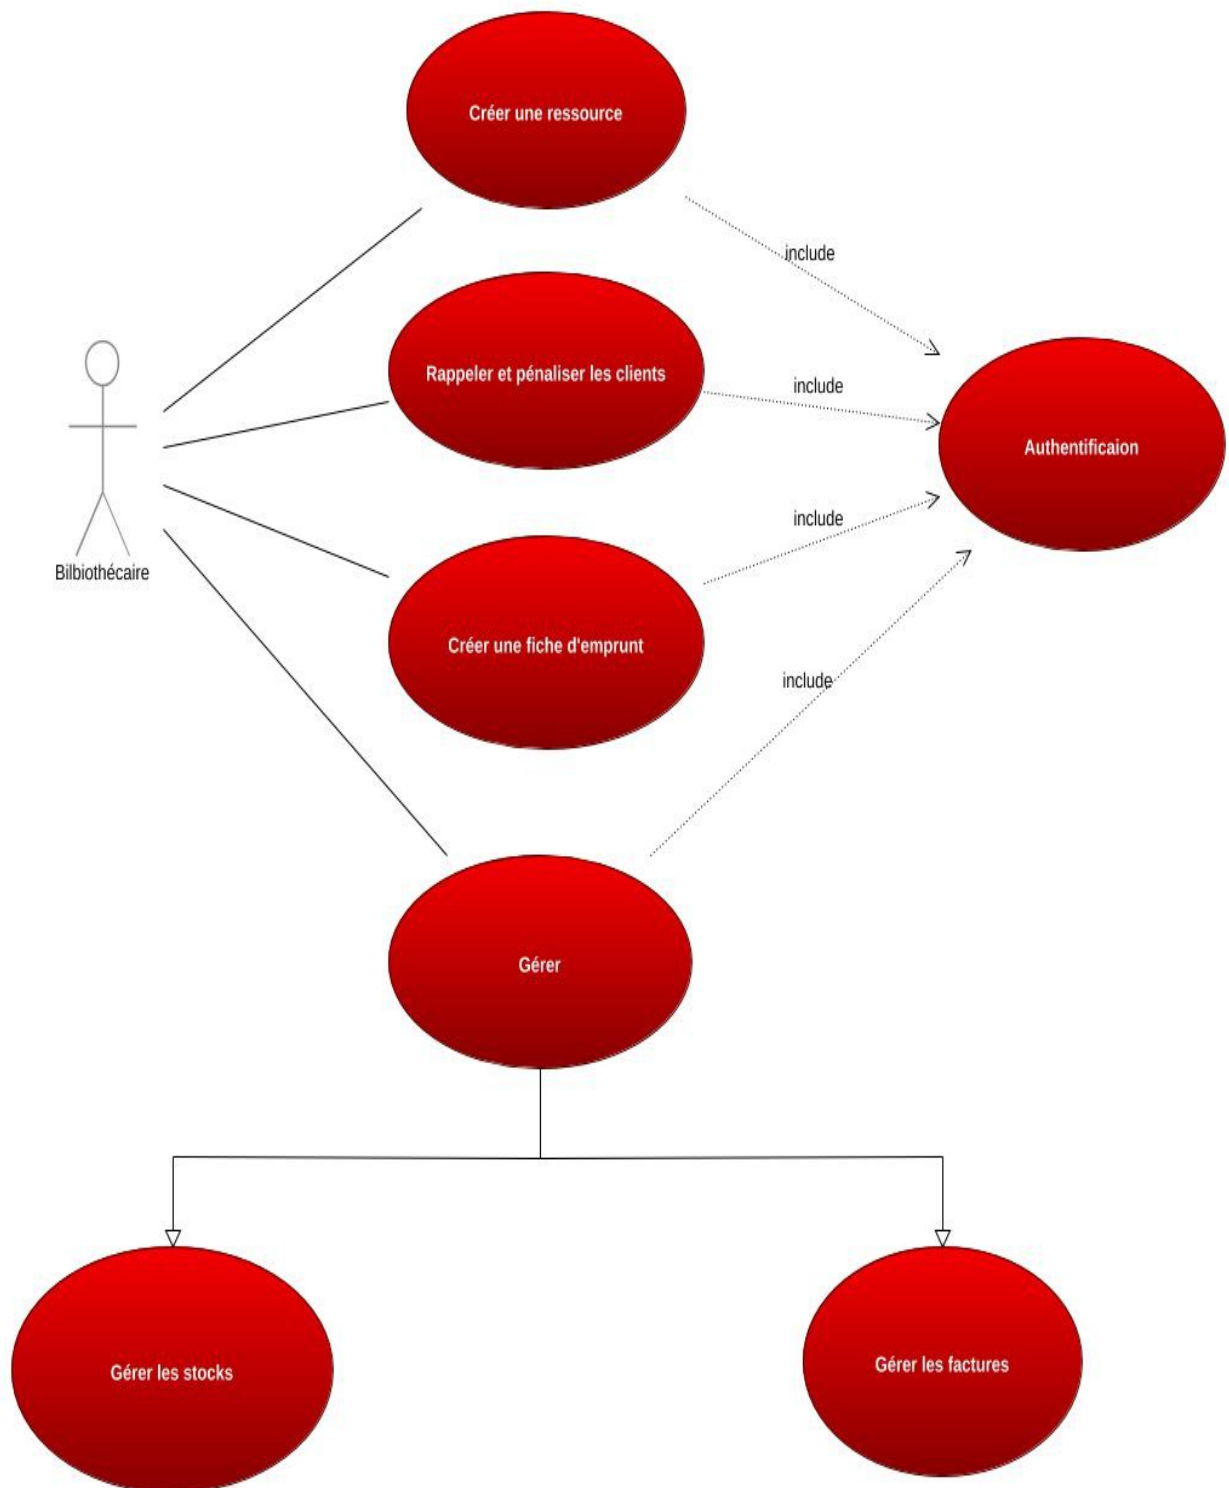 Créer une ressource
include
Rappeler et pénaliser les clients
include
Authentificaion
include
Bilbiothécaire
Créer une fiche d'emprunt
include
Gérer
Gérer les stocks
Gérer les factures